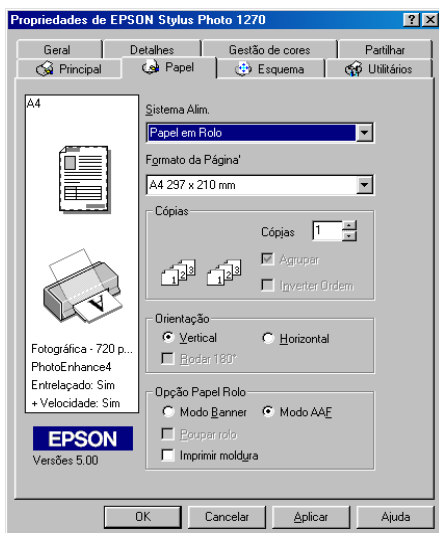 Propriedades de EPSON Stylus Photo 1270
Geral
Detalhes
Gestão de cores
Partilhar
Principal
Papel
Esquema
Utilitários
A4
Sistema Alim.
Papel em Rolo
Formato da Página'
A4 297 x 210 mm
Cópias
Cópias 1
Agrupar
Inverter Ordem
Orientação
Vertical
Horizontal
Rodar 180°
Fotográfica - 720 p...
PhotoEnhance4
Entrelaçado: Sim
+ Velocidade: Sim
Opção Papel Rolo
Modo Banner
Modo AAF
Poupar rolo
Imprimir moldura
EPSON
Versões 5.00
OK
Cancelar
Aplicar
Ajuda